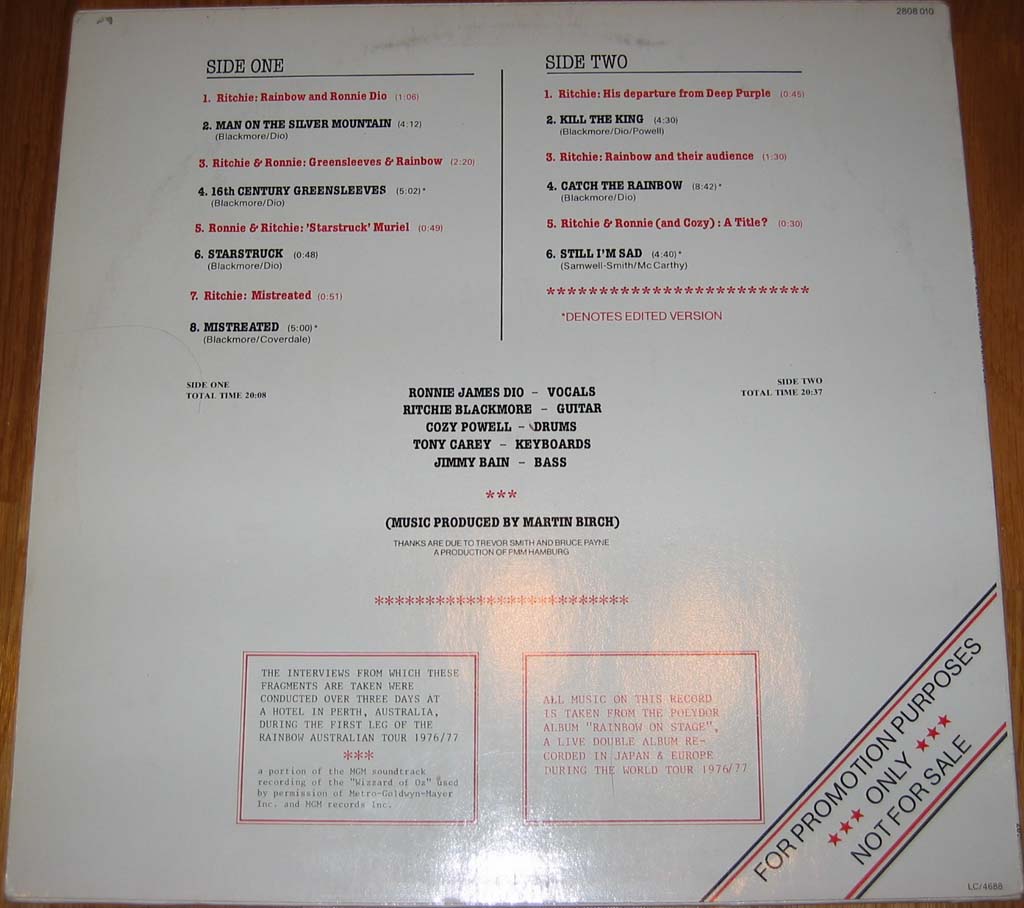 2808 010
SIDE ONE
1. Ritchie: Rainbow and Ronnie Dio (1:06)
2. MAN ON THE SILVER MOUNTAIN (4:12)
(Blackmore/Dio)
3. Ritchie & Ronnie: Greensleeves & Rainbow (2:20)
4. 16th CENTURY GREENSLEEVES (5:02)*
(Blackmore/Dio)
5. Ronnie & Ritchie: 'Starstruck' Muriel (0:49)
6. STARSTRUCK (0:48)
(Blackmore/Dio)
7. Ritchie: Mistreated (0:51)
8. MISTREATED (5:00)*
(Blackmore/Coverdale)
SIDE TWO
1. Ritchie: His departure from Deep Purple (0:45)
2. KILL THE KING (4:30)
(Blackmore/Dio/Powell)
3. Ritchie: Rainbow and their audience (1:30)
4. CATCH THE RAINBOW (8:42)*
(Blackmore/Dio)
5. Ritchie & Ronnie (and Cozy): A Title? (0:30)
6. STILL I'M SAD (4:40)*
(Samwell-Smith/Mc Carthy)
*************************
*DENOTES EDITED VERSION
SIDE ONE
TOTAL TIME 20:08
SIDE TWO
TOTAL TIME 20:37
RONNIE JAMES DIO – VOCALS
RITCHIE BLACKMORE – GUITAR
COZY POWELL – DRUMS
TONY CAREY – KEYBOARDS
JIMMY BAIN – BASS
***
(MUSIC PRODUCED BY MARTIN BIRCH)
THANKS ARE DUE TO TREVOR SMITH AND BRUCE PAYNE
A PRODUCTION OF PMM HAMBURG
*************************
THE INTERVIEWS FROM WHICH THESE
FRAGMENTS ARE TAKEN WERE
CONDUCTED OVER THREE DAYS AT
A HOTEL IN PERTH, AUSTRALIA,
DURING THE FIRST LEG OF THE
RAINBOW AUSTRALIAN TOUR 1976/77
***
a portion of the MGM soundtrack
recording of the "Wizzard of Oz" used
by permission of Metro-Goldwyn-Mayer
Inc. and MGM records Inc.
ALL MUSIC ON THIS RECORD
IS TAKEN FROM THE POLYDOR
ALBUM "RAINBOW ON STAGE",
A LIVE DOUBLE ALBUM RE-
CORDED IN JAPAN & EUROPE
DURING THE WORLD TOUR 1976/77
FOR PROMOTION PURPOSES
★★★ ONLY ★★★
NOT FOR SALE
LC/4688